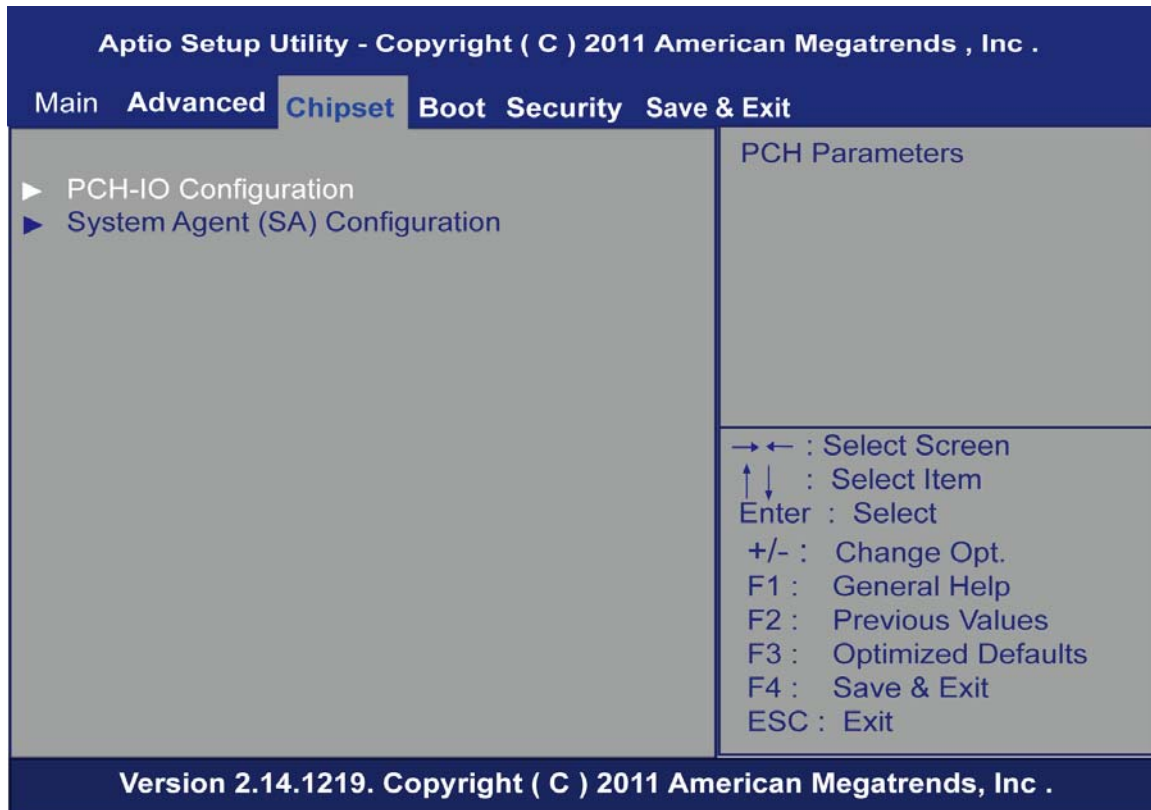 Aptio Setup Utility - Copyright ( C ) 2011 American Megatrends , Inc .
Main Advanced Chipset Boot Security Save & Exit
► PCH-IO Configuration
► System Agent (SA) Configuration
PCH Parameters
→← : Select Screen
↑↓ : Select Item
Enter : Select
+/- : Change Opt.
F1 : General Help
F2 : Previous Values
F3 : Optimized Defaults
F4 : Save & Exit
ESC : Exit
Version 2.14.1219. Copyright ( C ) 2011 American Megatrends, Inc .